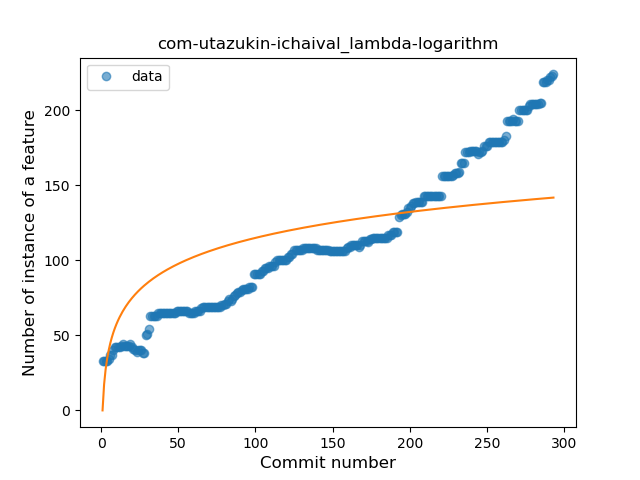 com-utazukin-ichaival_lambda-logarithm
data
Number of instance of a feature
200
150
100
50
0
0 50 100 150 200 250 300
Commit number